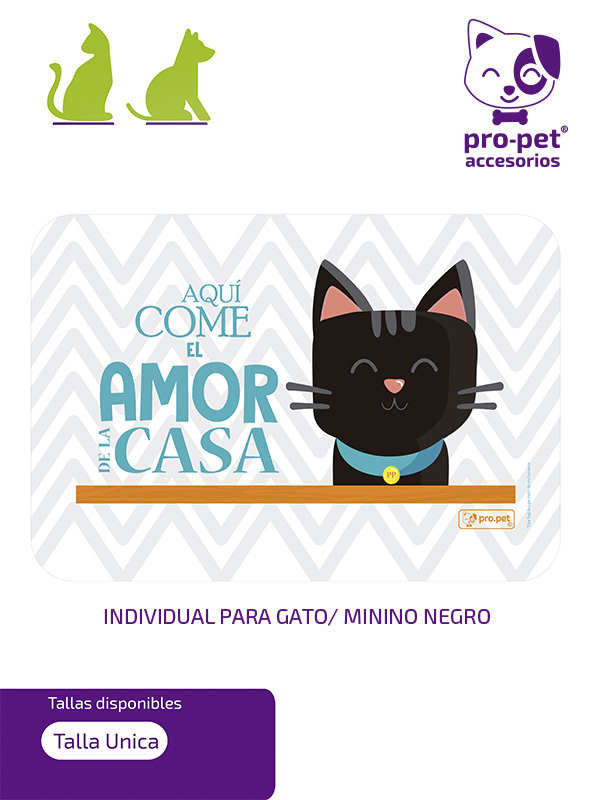 pro-pet®
accesorios
AQUÍ
COME
EL
AMOR
DE LA
CASA
PP
pro.pet
INDIVIDUAL PARA GATO/ MININO NEGRO
Tallas disponibles
Talla Unica